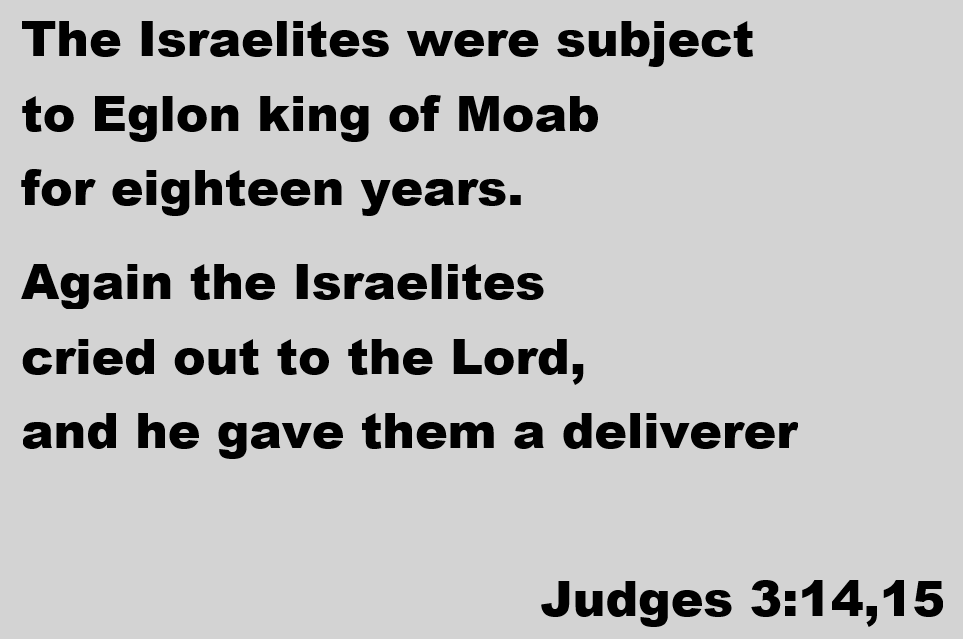 The Israelites were subject
to Eglon king of Moab
for eighteen years.
Again the Israelites
cried out to the Lord,
and he gave them a deliverer
Judges 3:14,15